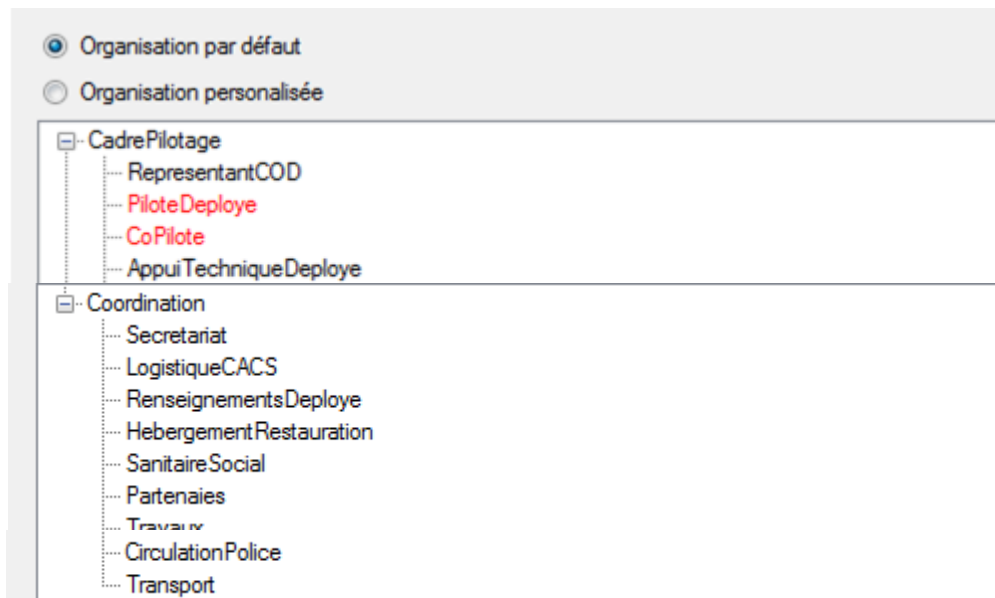 Organisation par défaut
Organisation personalisée
CadrePilotage
RepresentantCOD
PiloteDeploye
CoPilote
AppuiTechniqueDeploye
Coordination
Secretariat
LogistiqueCACS
RenseignementsDeploye
HebergementRestauration
SanitaireSocial
Partenaies
Travaux
CirculationPolice
Transport